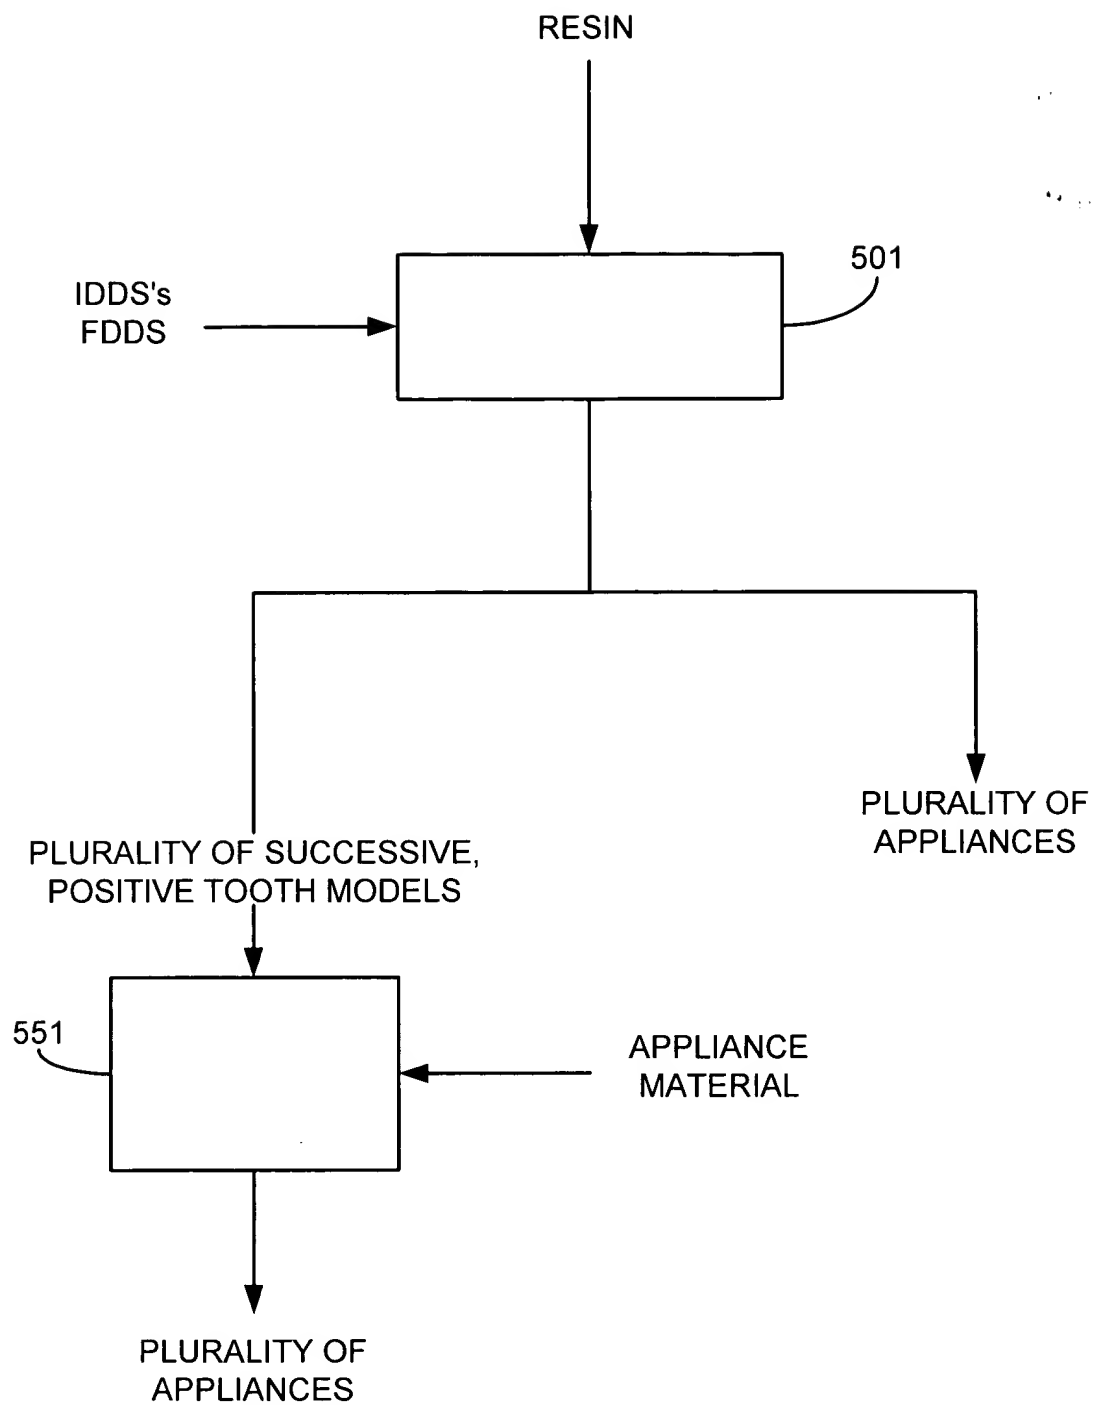 RESIN
501
IDDS's
FDDS
PLURALITY OF
APPLIANCES
PLURALITY OF SUCCESSIVE,
POSITIVE TOOTH MODELS
551
APPLIANCE
MATERIAL
PLURALITY OF
APPLIANCES